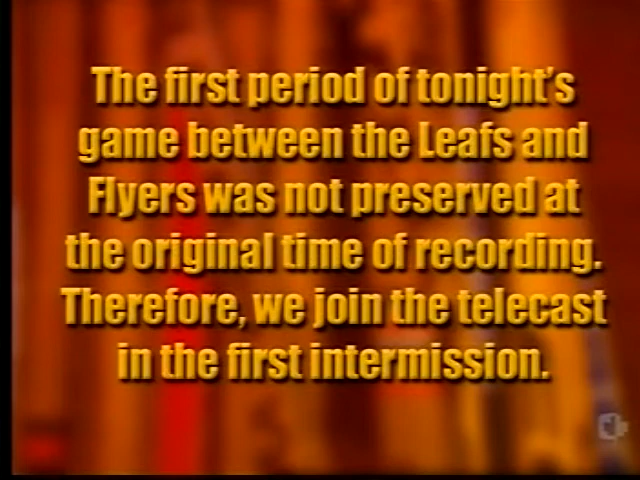 The first period of tonight's
game between the Leafs and
Flyers was not preserved at
the original time of recording.
Therefore, we join the telecast
in the first intermission.